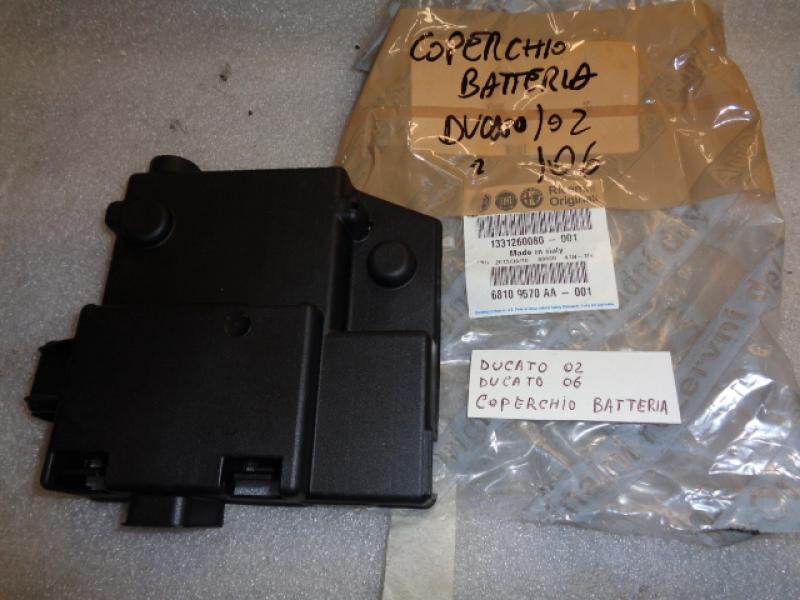 COPERCHIO
BATTERIA
DUCATO/02
/06
Ricambi
Originali
1331260080 - 001
Made in Italy
6810 9570 AA - 001
DUCATO 02
DUCATO 06
COPERCHIO BATTERIA